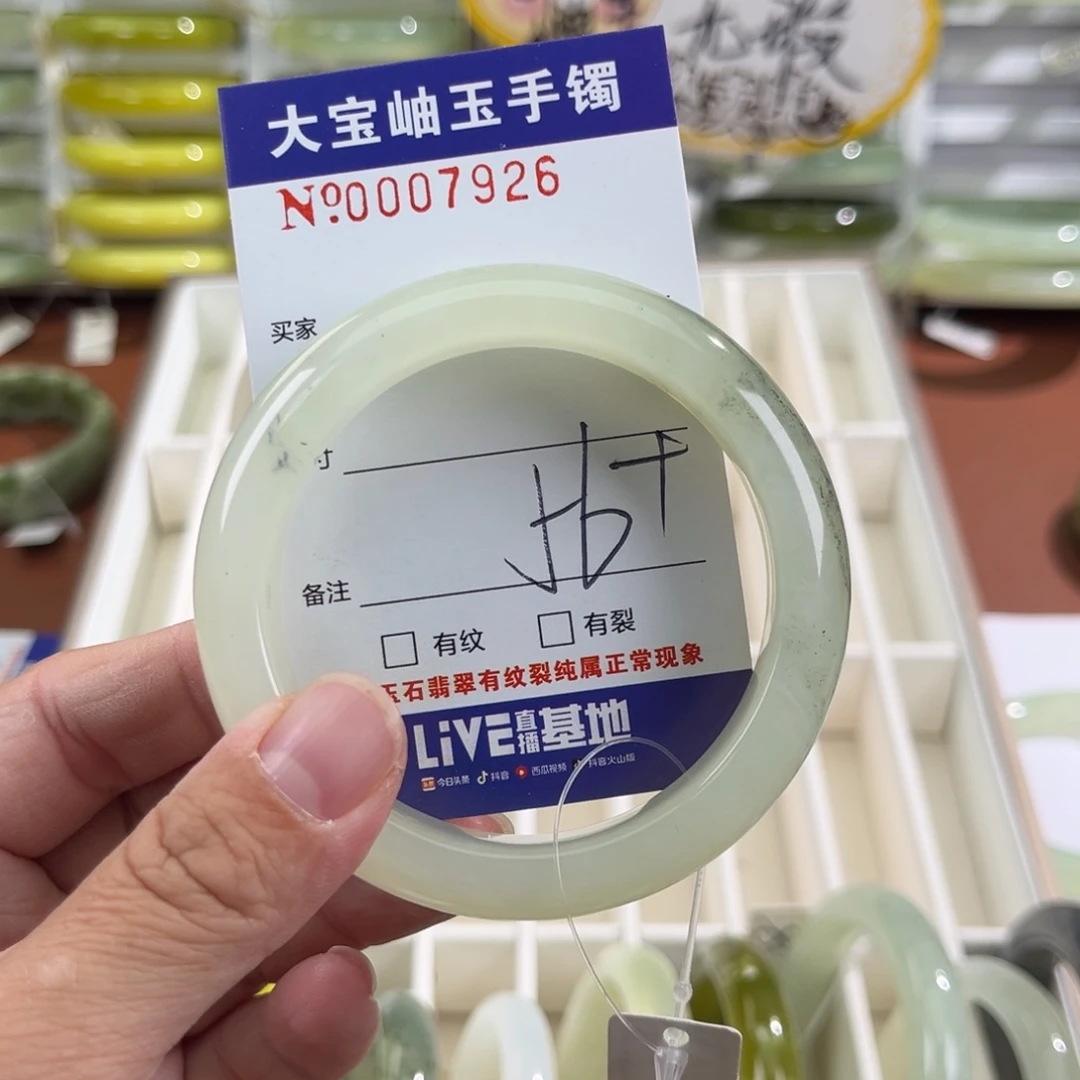 大宝岫玉手镯
№0007926
买家
寸
备注
有纹 有裂
玉石翡翠有纹裂纯属正常现象
LiVE直播基地
今日头条 抖音 西瓜视频 抖音火山版